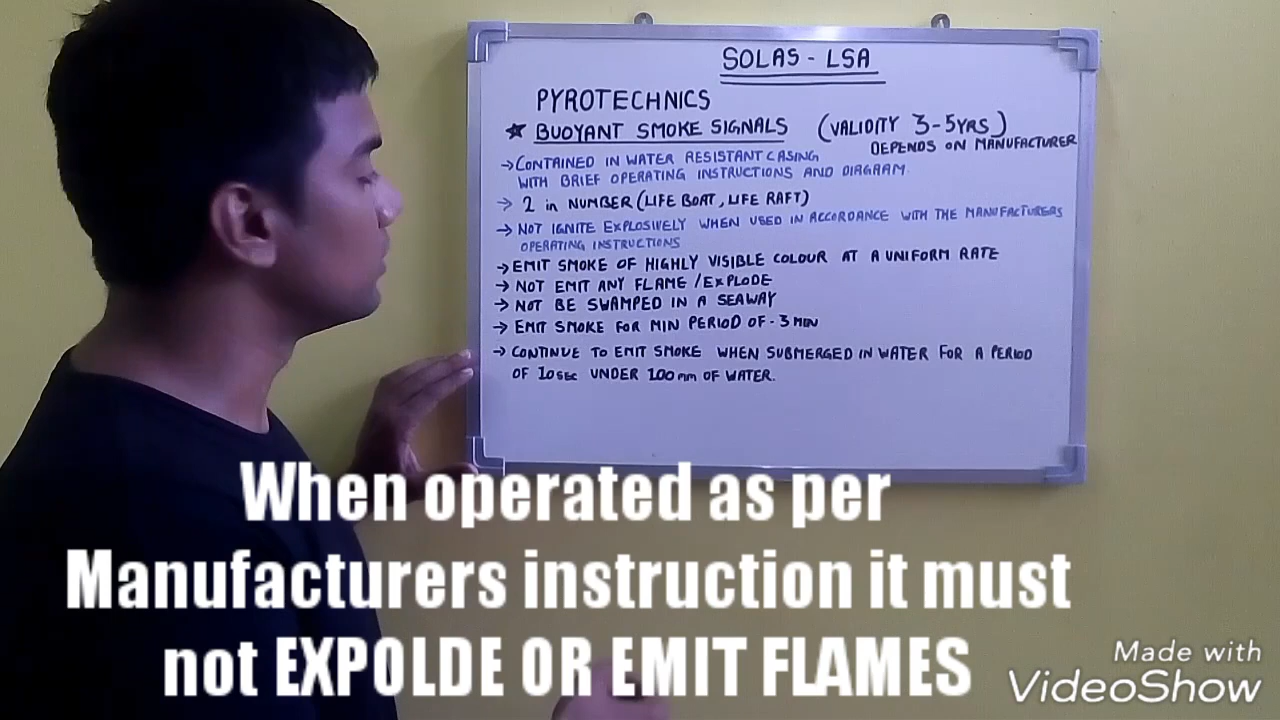 SOLAS - LSA
PYROTECHNICS
★ BUOYANT SMOKE SIGNALS (VALIDITY 3-5YRS)
DEPENDS ON MANUFACTURER
→CONTAINED IN WATER RESISTANT CASING
WITH BRIEF OPERATING INSTRUCTIONS AND DIAGRAM
→ 2 in NUMBER (LIFE BOAT, LIFE RAFT)
→ NOT IGNITE EXPLOSIVELY WHEN USED IN ACCORDANCE WITH THE MANUFACTURERS
OPERATING INSTRUCTIONS
→ EMIT SMOKE OF HIGHLY VISIBLE COLOUR AT A UNIFORM RATE
→ NOT EMIT ANY FLAME /EXPLODE
→ NOT BE SWAMPED IN A SEAWAY
→ EMIT SMOKE FOR MIN PERIOD OF - 3 MIN
→ CONTINUE TO EMIT SMOKE WHEN SUBMERGED IN WATER FOR A PERIOD
OF 10SEC UNDER 100 mm OF WATER.
When operated as per
Manufacturers instruction it must
not EXPOLDE OR EMIT FLAMES
Made with
VideoShow